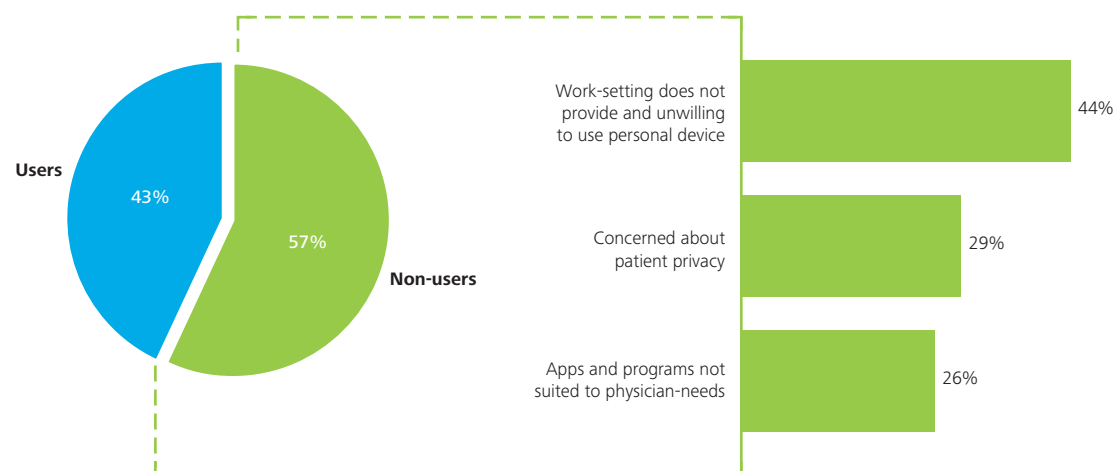 Users
43%
57%
Non-users
Work-setting does not
provide and unwilling
to use personal device
44%
Concerned about
patient privacy
29%
Apps and programs not
suited to physician-needs
26%